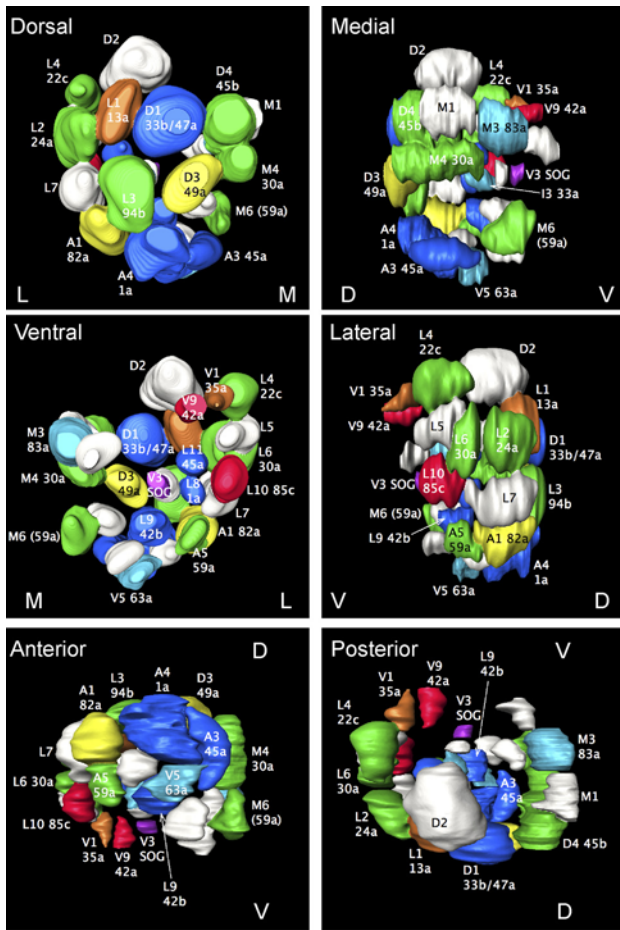 Dorsal
D2
L4
22c
L1
13a
D1
33b/47a
D4
45b
M1
L2
24a
L7
L3
94b
D3
49a
M4
30a
M6 (59a)
A1
82a
A4
1a
A3 45a
L
M
Medial
D2
L4
22c
V1 35a
V9 42a
D4
45b
M1
M3 83a
M4 30a
V3 SOG
I3 33a
D3
49a
A4
1a
A3 45a
M6
(59a)
V5 63a
D
V
Ventral
D2
V1
35a
L4
22c
V9
42a
M3
83a
D1
33b/47a
L11
45a
L5
L6
30a
M4 30a
D3
49a
V3
SOG
L8
1a
L10 85c
L7
M6 (59a)
L9
42b
A1 82a
A5
59a
V5 63a
M
L
Lateral
L4
22c
D2
V1 35a
V9 42a
L1
13a
L5
L6
30a
L2
24a
D1
33b/47a
V3 SOG
L10
85c
L7
L3
94b
M6 (59a)
L9 42b
A5
59a
A1 82a
A4
1a
V5 63a
V
D
Anterior
D
A1
82a
L3
94b
A4
1a
D3
49a
A3
45a
L7
M4
30a
L6 30a
A5
59a
V5
63a
M6
(59a)
L10 85c
V1
35a
V9
42a
V3
SOG
L9
42b
V
Posterior
V
L9
42b
V1
35a
V9
42a
V3
SOG
L4
22c
M3
83a
L6
30a
A3
45a
M1
L2
24a
D2
L1
13a
D1
33b/47a
D4 45b
D